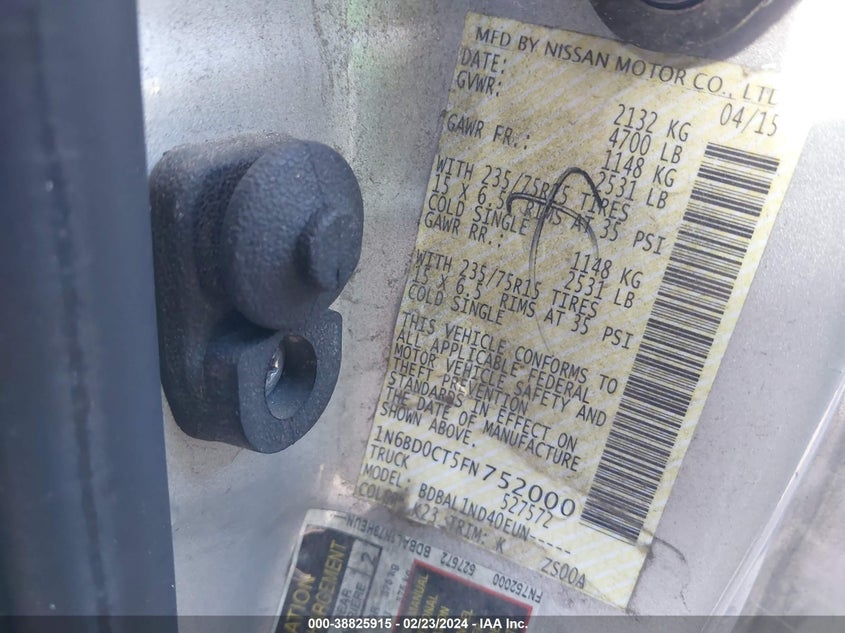 MFD BY NISSAN MOTOR CO., LTD
DATE: 04/15
GVWR: 2132 KG
4700 LB
GAWR FR.: 1148 KG
2531 LB
WITH 235/75R15 TIRES
15 X 6.5 RIMS AT 35 PSI
COLD SINGLE
GAWR RR.: 1148 KG
2531 LB
WITH 235/75R15 TIRES
15 X 6.5 RIMS AT 35 PSI
COLD SINGLE
THIS VEHICLE CONFORMS TO
ALL APPLICABLE FEDERAL
MOTOR VEHICLE SAFETY AND
THEFT PREVENTION
STANDARDS IN EFFECT ON
THE DATE OF MANUFACTURE
SHOWN ABOVE.
1N6BD0CT5FN752000
TRUCK 527572
MODEL: BDBAL1ND40EUN-----
COLOR: K23 TRIM: K
ZS00A
FN752000
MANUAL
000-38825915 - 02/23/2024 - IAA Inc.